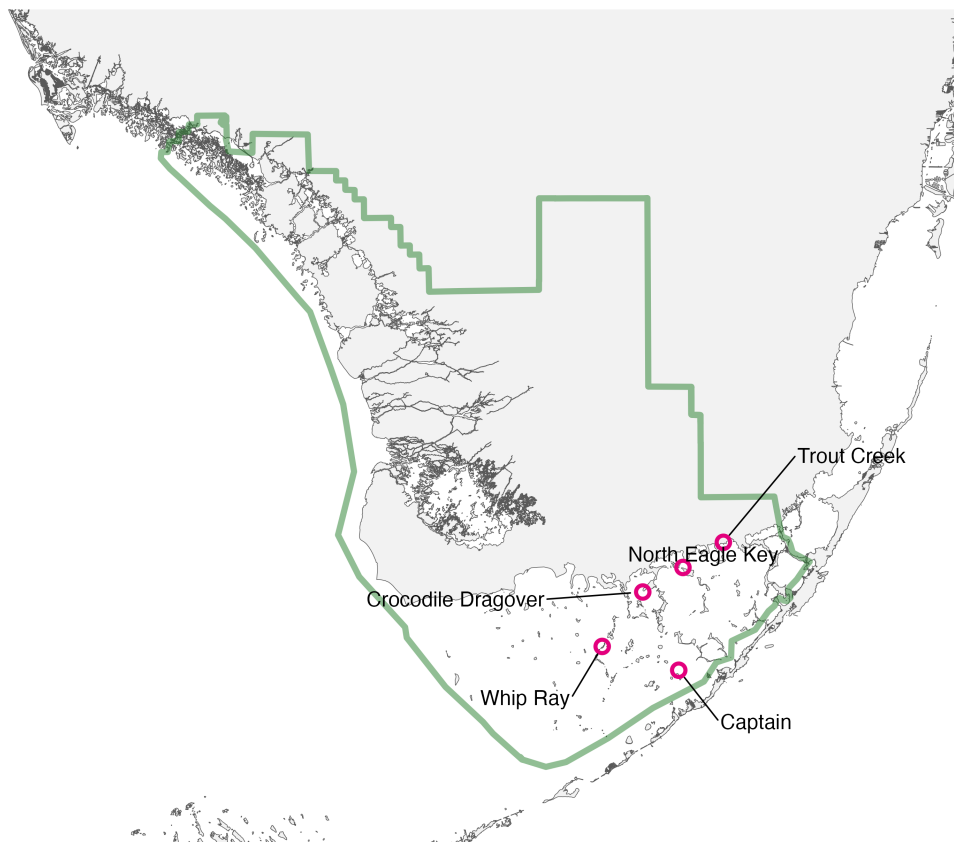 Trout Creek
North Eagle Key
Crocodile Dragover
Whip Ray
Captain